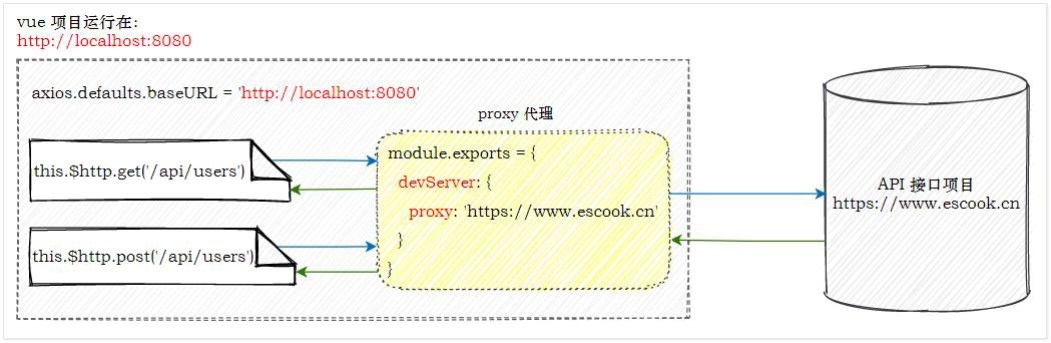 vue 项目运行在：
http://localhost:8080
axios.defaults.baseURL = 'http://localhost:8080'
proxy 代理
this.$http.get('/api/users')
this.$http.post('/api/users')
module.exports = {
devServer: {
proxy: 'https://www.escook.cn'
}
}
API 接口项目
https://www.escook.cn